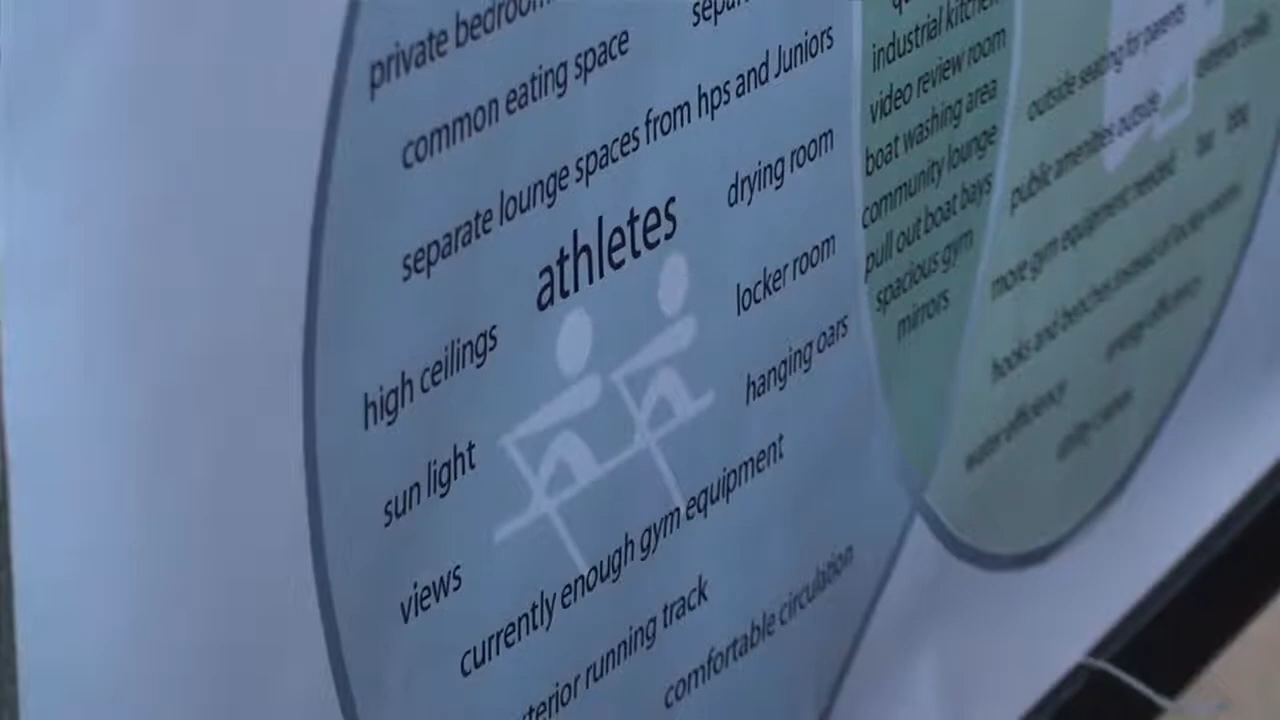 private
common eating space
separate lounge spaces from hps and Juniors
athletes
drying room
locker room
hanging oars
high ceilings
sun light
views
currently enough gym equipment
running track
comfortable circulation
industrial
video review room
boat washing area
community lounge
pull out boat bays
spacious gym
mirrors
outside seating for parents
public amenities outside
more gym equipment needed
hooks and benches
water efficiency
energy efficiency